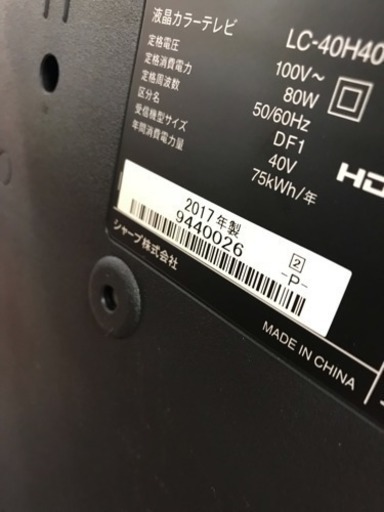 液晶カラーテレビ LC-40H40
定格電圧 100V～
定格消費電力 80W
定格周波数 50/60Hz
区分名 DF1
受信機型サイズ 40V
年間消費電力量 75kWh/年
2017年製
9440026
2
-P-
シャープ株式会社
MADE IN CHINA